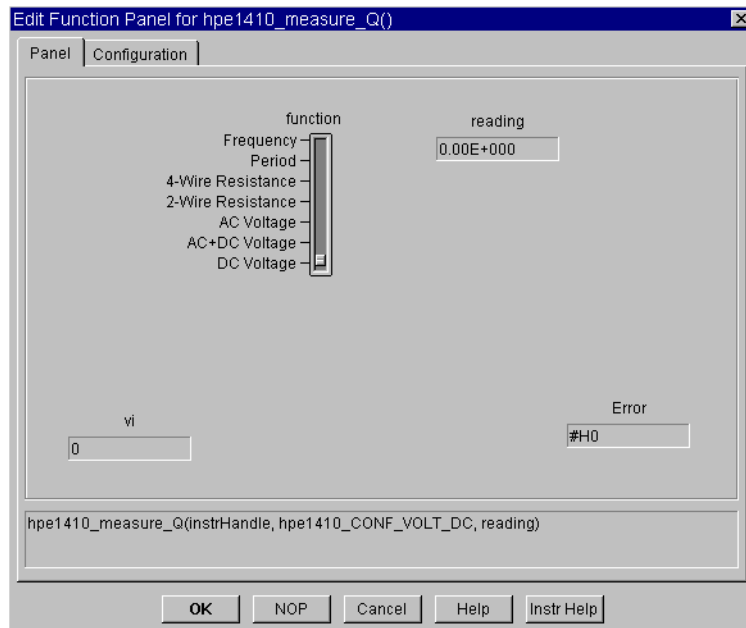 Edit Function Panel for hpe1410_measure_Q()
Panel
Configuration
function
reading
Frequency
0.00E+000
Period
4-Wire Resistance
2-Wire Resistance
AC Voltage
AC+DC Voltage
DC Voltage
vi
0
Error
#H0
hpe1410_measure_Q(instrHandle, hpe1410_CONF_VOLT_DC, reading)
OK
NOP
Cancel
Help
Instr Help